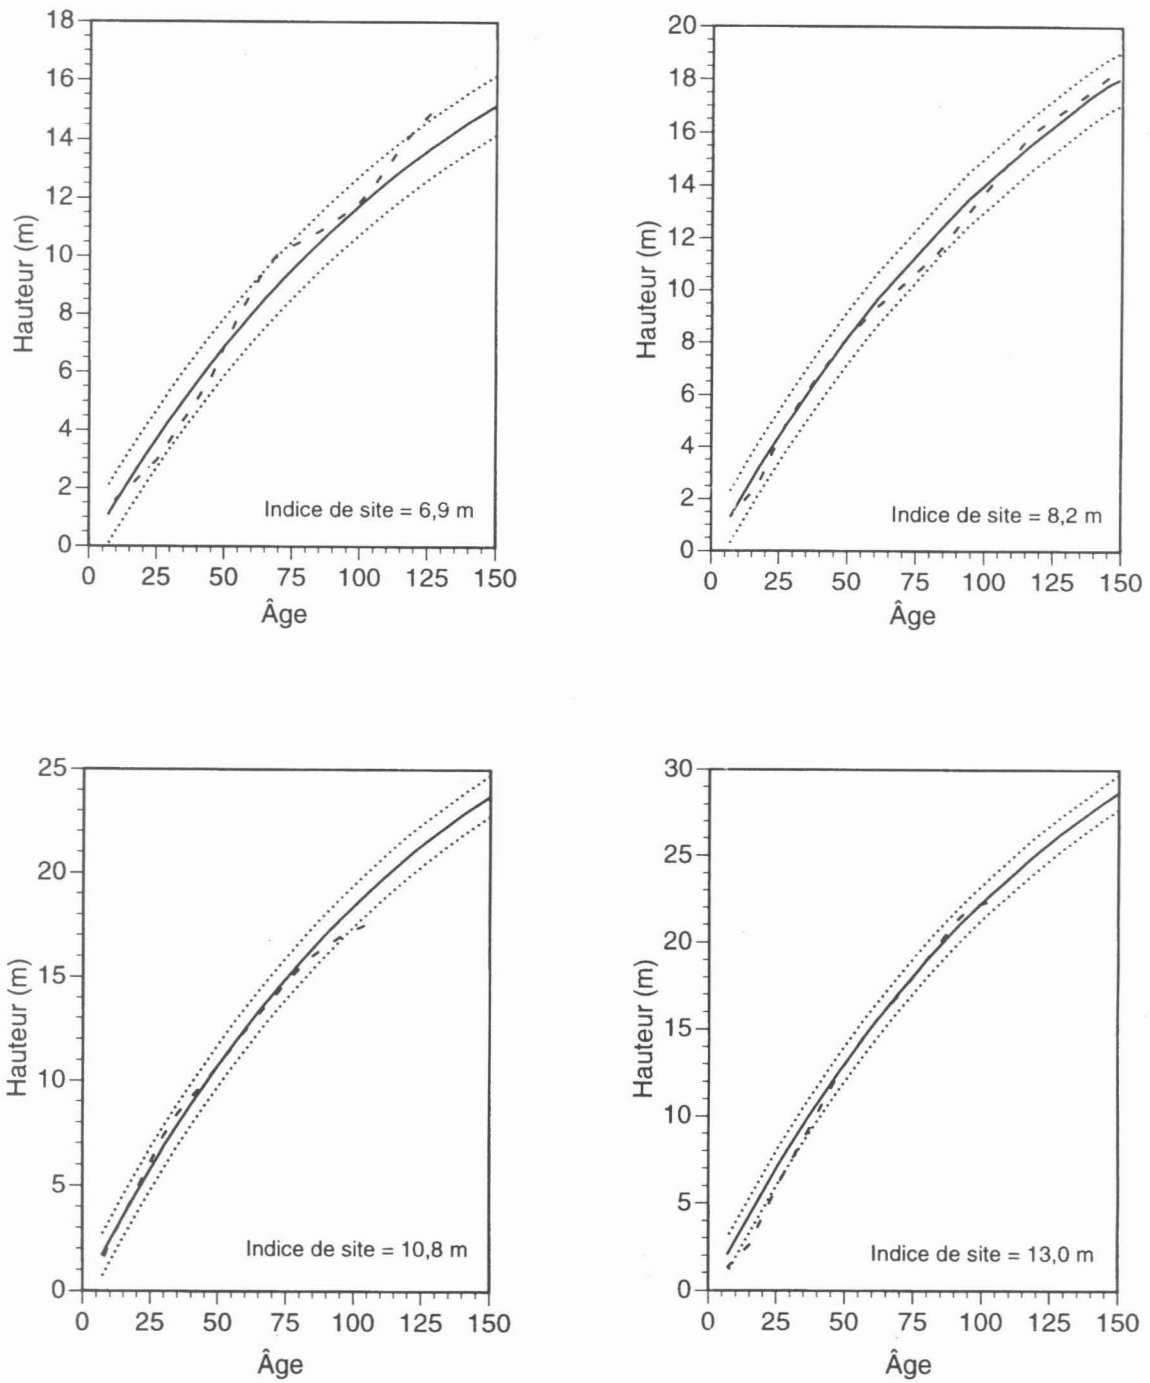 18
16
14
12
10
8
6
4
2
0
Hauteur (m)
Indice de site = 6,9 m
0 25 50 75 100 125 150
Âge
20
18
16
14
12
10
8
6
4
2
0
Hauteur (m)
Indice de site = 8,2 m
0 25 50 75 100 125 150
Âge
25
20
15
10
5
0
Hauteur (m)
Indice de site = 10,8 m
0 25 50 75 100 125 150
Âge
30
25
20
15
10
5
0
Hauteur (m)
Indice de site = 13,0 m
0 25 50 75 100 125 150
Âge